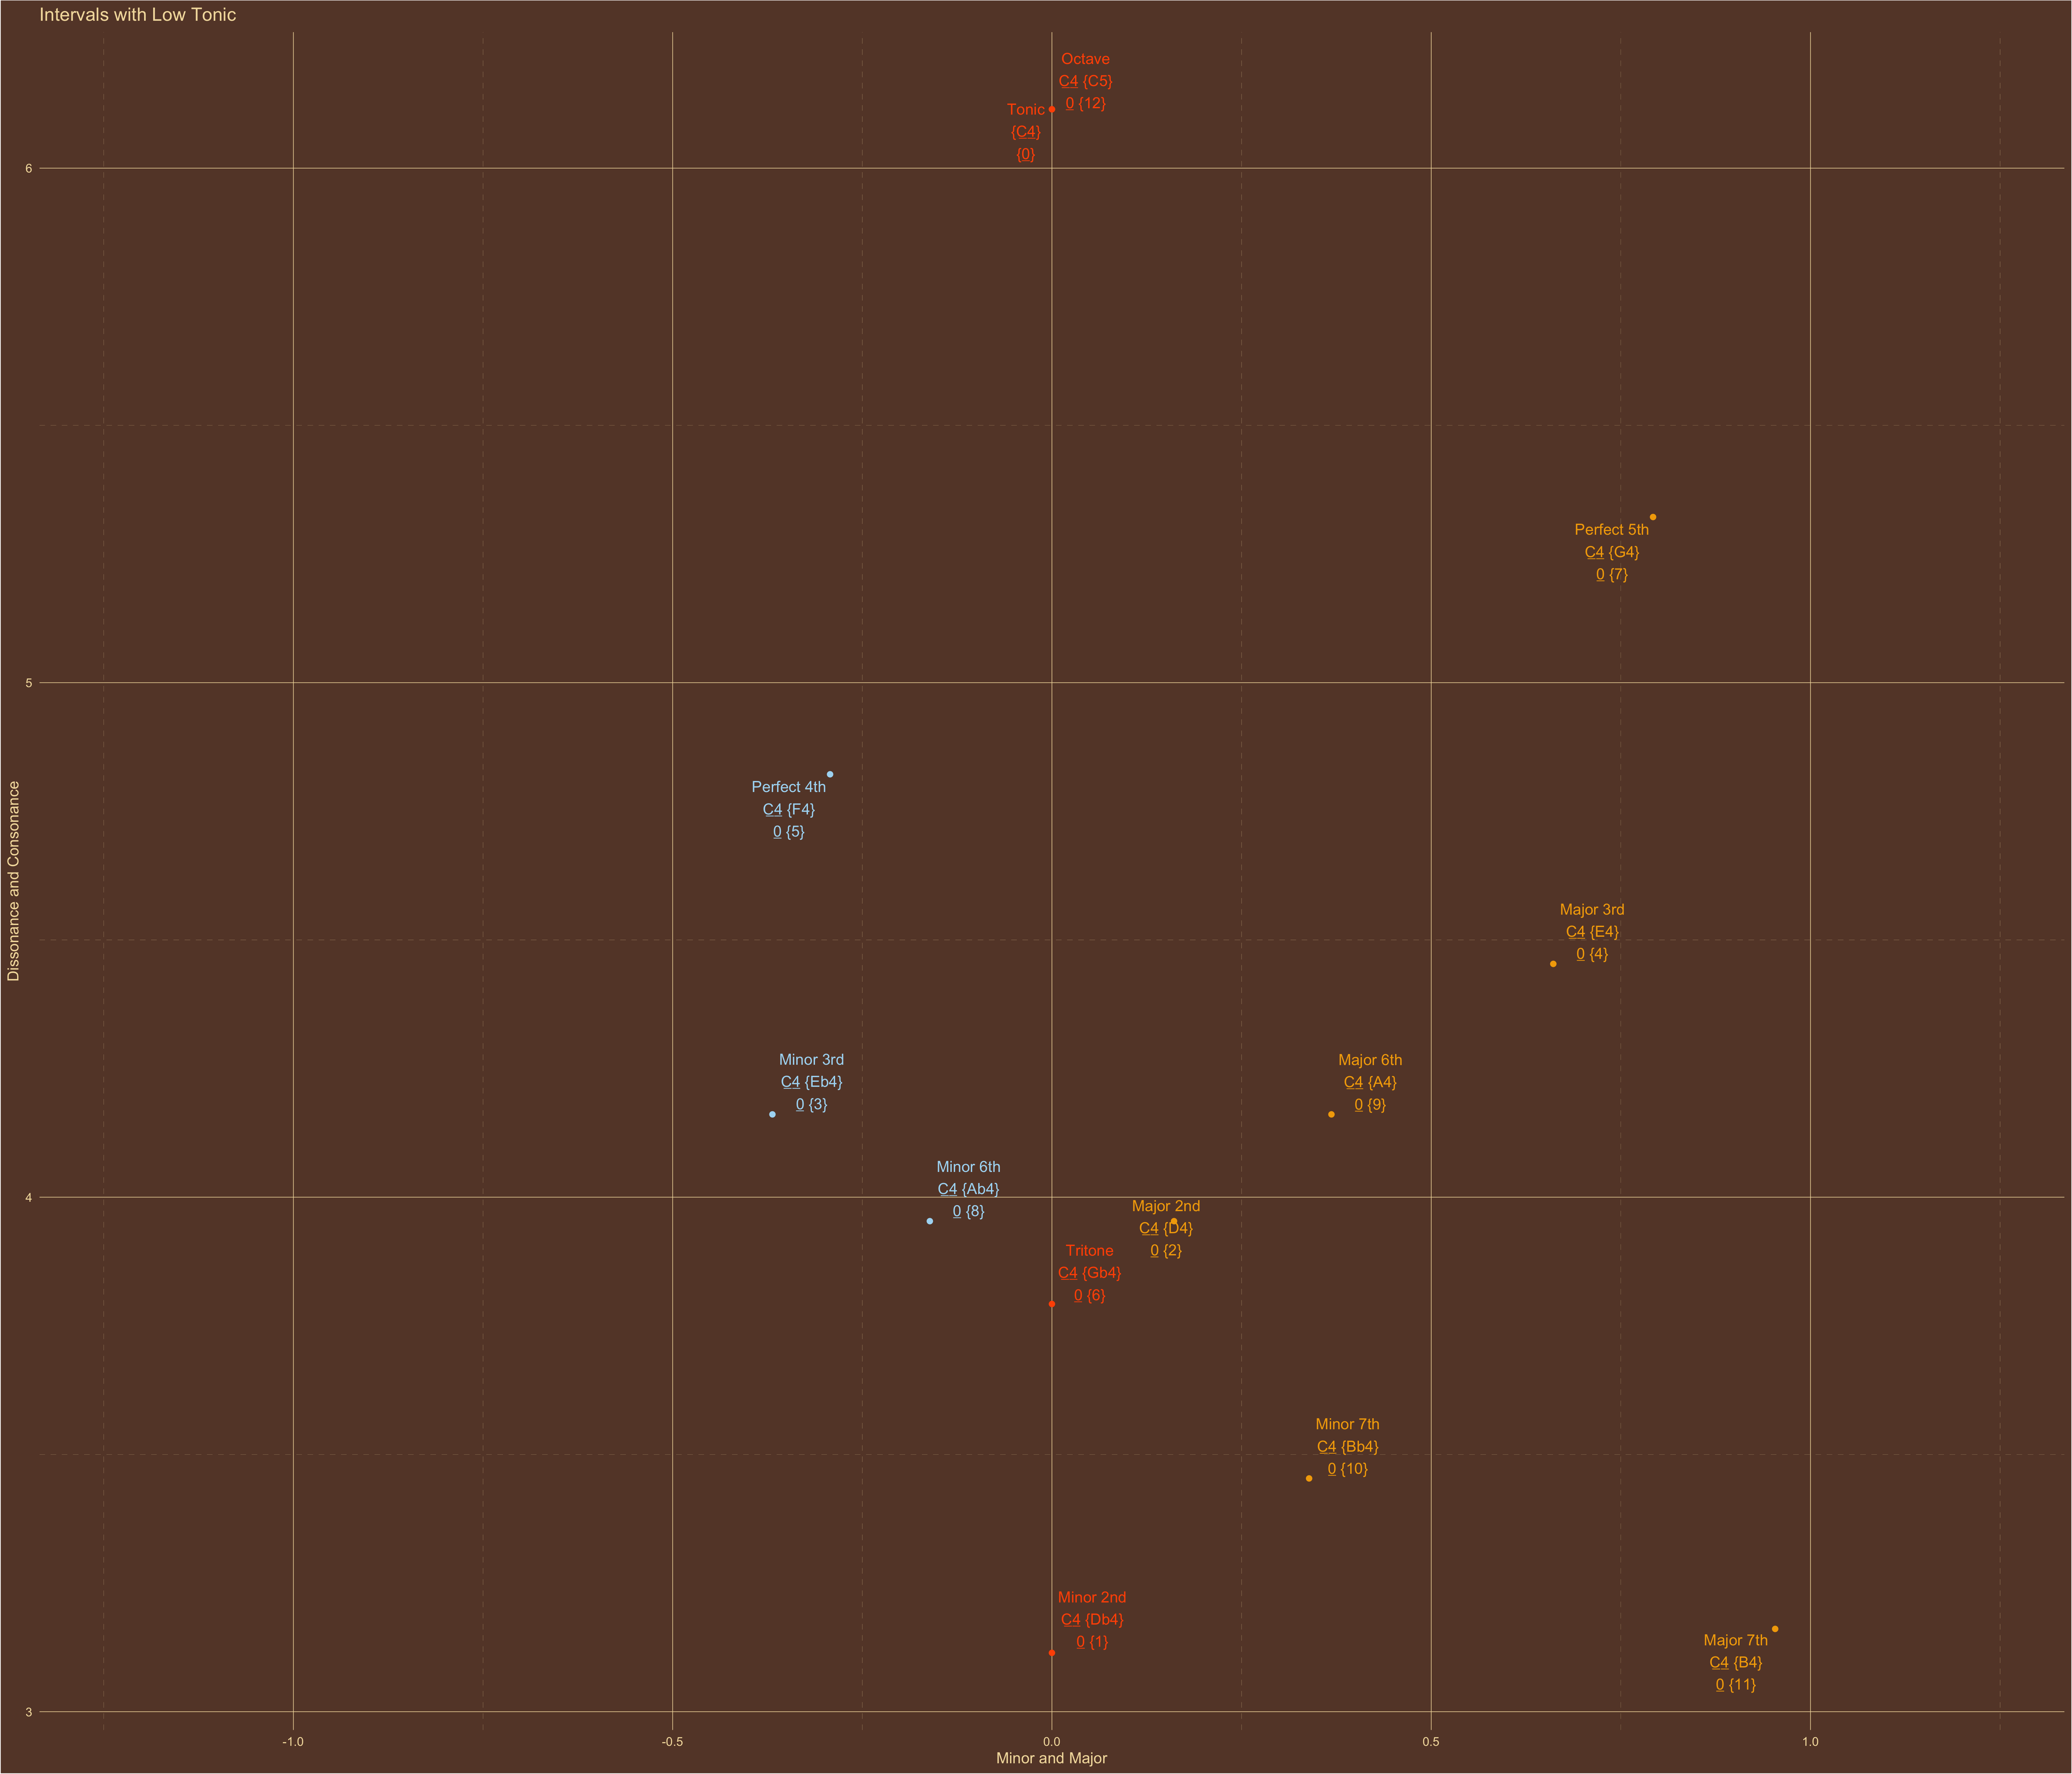 Intervals with Low Tonic
Octave
C4 {C5}
0 {12}
Tonic
{C4}
{0}
6
Perfect 5th
C4 {G4}
0 {7}
5
Perfect 4th
C4 {F4}
0 {5}
Dissonance and Consonance
Major 3rd
C4 {E4}
0 {4}
Minor 3rd
C4 {Eb4}
0 {3}
Major 6th
C4 {A4}
0 {9}
Minor 6th
C4 {Ab4}
0 {8}
4
Major 2nd
C4 {D4}
0 {2}
Tritone
C4 {Gb4}
0 {6}
Minor 7th
C4 {Bb4}
0 {10}
Minor 2nd
C4 {Db4}
0 {1}
Major 7th
C4 {B4}
0 {11}
3
-1.0 -0.5 0.0 0.5 1.0
Minor and Major